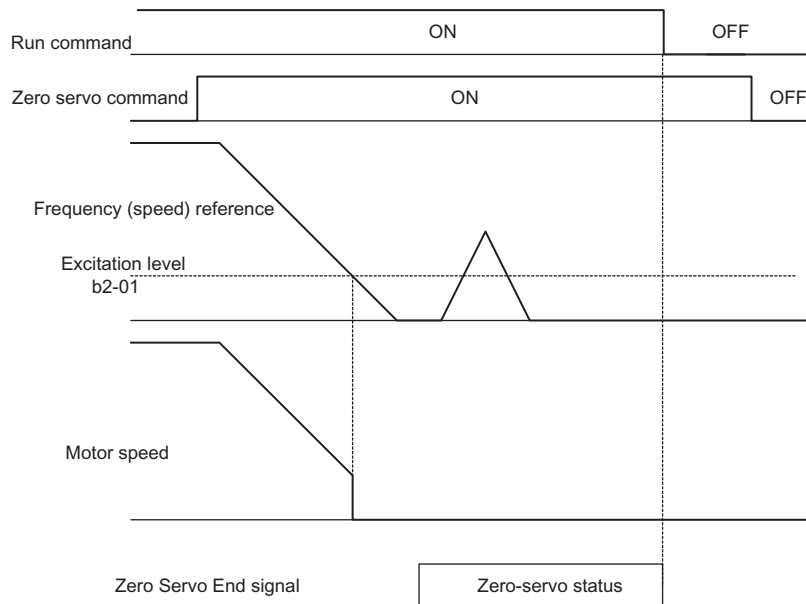 ON
OFF
Run command
Zero servo command
ON
OFF
Frequency (speed) reference
Excitation level
b2-01
Motor speed
Zero Servo End signal
Zero-servo status